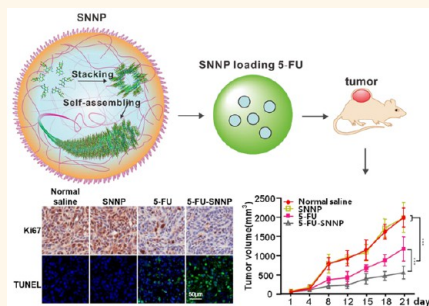 SNNP
Stacking
Self-assembling
SNNP loading 5-FU
tumor
Normal saline
SNNP
5-FU
5-FU-SNNP
Ki67
TUNEL
50μm
Tumor volume(mm³)
2500
2000
1500
1000
500
0
Normal saline
SNNP
5-FU
5-FU-SNNP
***
***
1 4 8 12 15 18 21 day